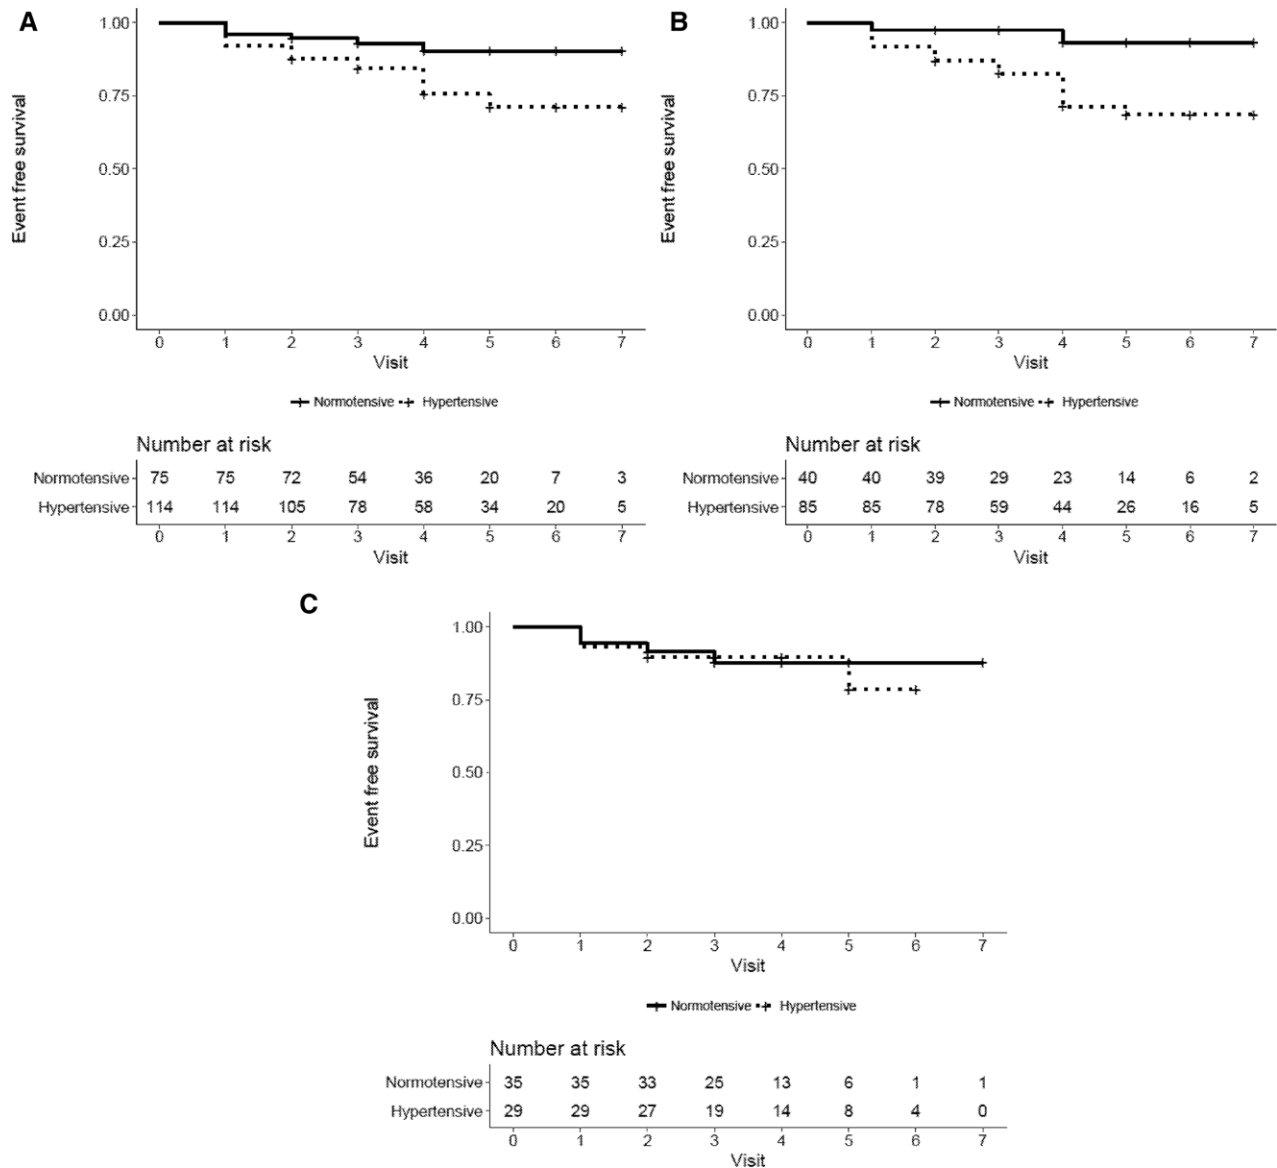 A
Event free survival
1.00
0.75
0.50
0.25
0.00
0 1 2 3 4 5 6 7
Visit
Normotensive Hypertensive
Number at risk
Normotensive 75 75 72 54 36 20 7 3
Hypertensive 114 114 105 78 58 34 20 5
0 1 2 3 4 5 6 7
Visit
B
Event free survival
1.00
0.75
0.50
0.25
0.00
0 1 2 3 4 5 6 7
Visit
Normotensive Hypertensive
Number at risk
Normotensive 40 40 39 29 23 14 6 2
Hypertensive 85 85 78 59 44 26 16 5
0 1 2 3 4 5 6 7
Visit
C
Event free survival
1.00
0.75
0.50
0.25
0.00
0 1 2 3 4 5 6 7
Visit
Normotensive Hypertensive
Number at risk
Normotensive 35 35 33 25 13 6 1 1
Hypertensive 29 29 27 19 14 8 4 0
0 1 2 3 4 5 6 7
Visit